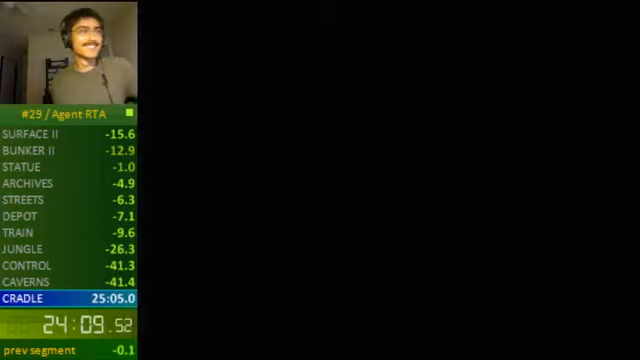 #29 / Agent RTA
SURFACE II -15.6
BUNKER II -12.9
STATUE -1.0
ARCHIVES -4.9
STREETS -6.3
DEPOT -7.1
TRAIN -9.6
JUNGLE -26.3
CONTROL -41.3
CAVERNS -41.4
CRADLE 25:05.0
24:09.52
prev segment -0.1